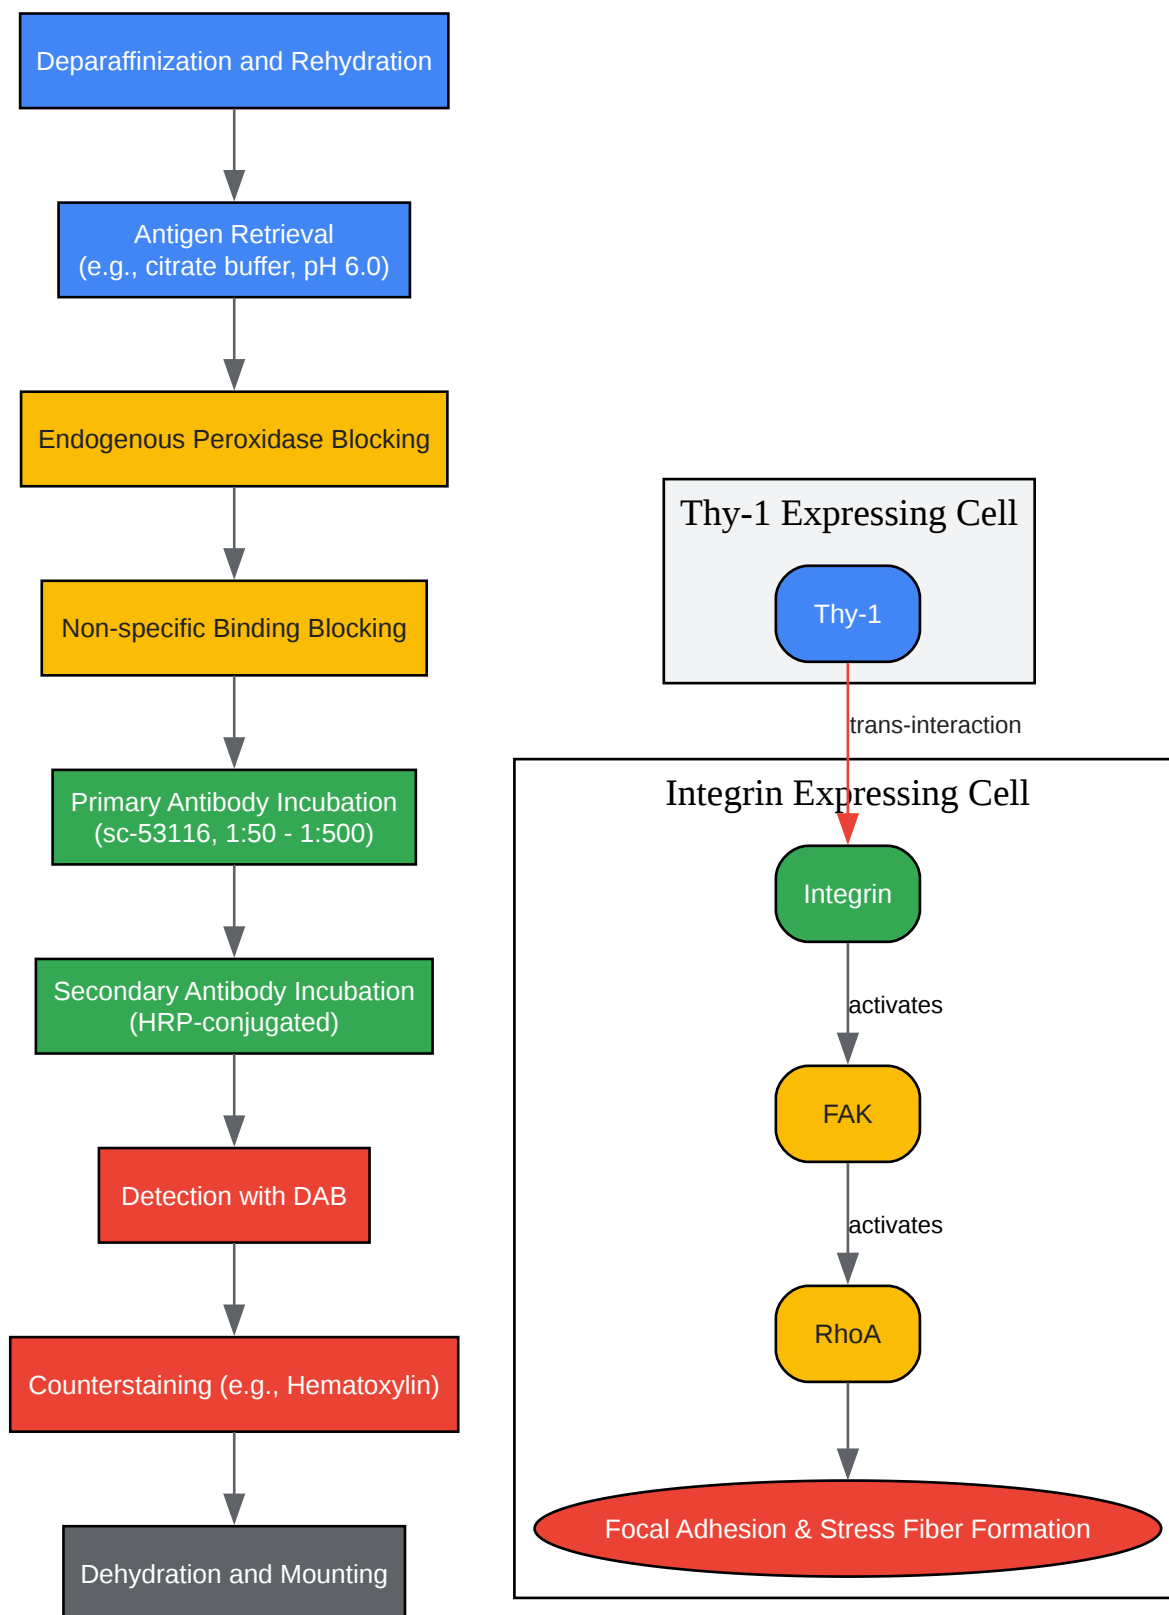 Deparaffinization and Rehydration
Antigen Retrieval
(e.g., citrate buffer, pH 6.0)
Endogenous Peroxidase Blocking
Non-specific Binding Blocking
Primary Antibody Incubation
(sc-53116, 1:50 - 1:500)
Secondary Antibody Incubation
(HRP-conjugated)
Detection with DAB
Counterstaining (e.g., Hematoxylin)
Dehydration and Mounting
Thy-1 Expressing Cell
Thy-1
trans-interaction
Integrin Expressing Cell
Integrin
activates
FAK
activates
RhoA
Focal Adhesion & Stress Fiber Formation